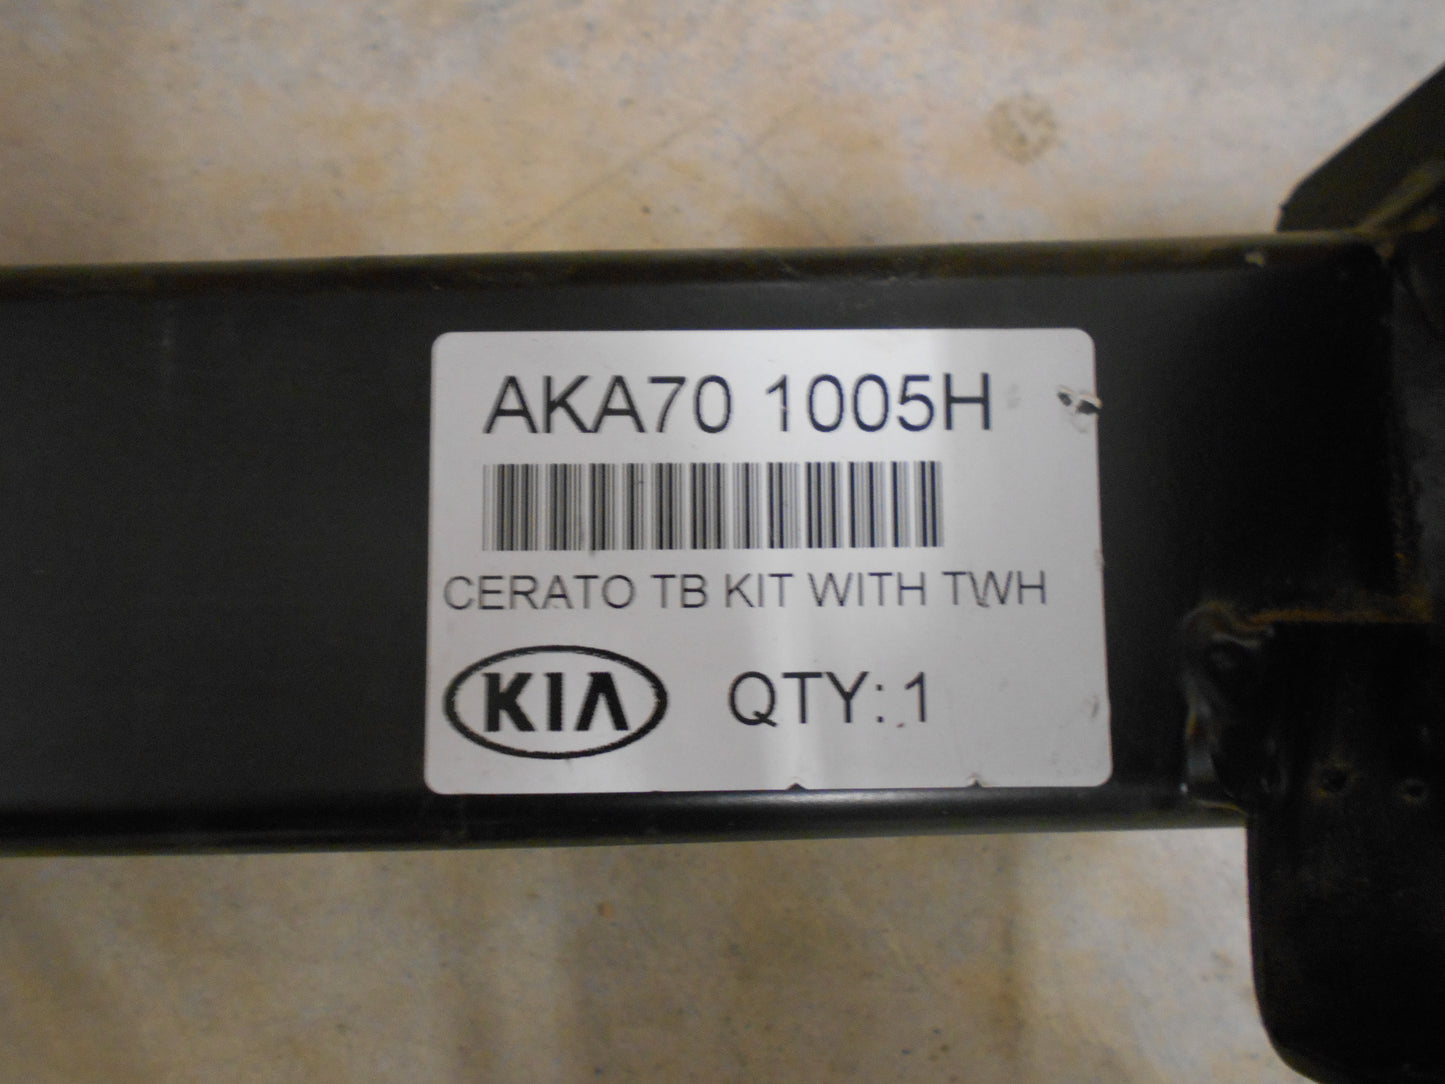 AKA70 1005H
CERATO TB KIT WITH TWH
KIA QTY: 1